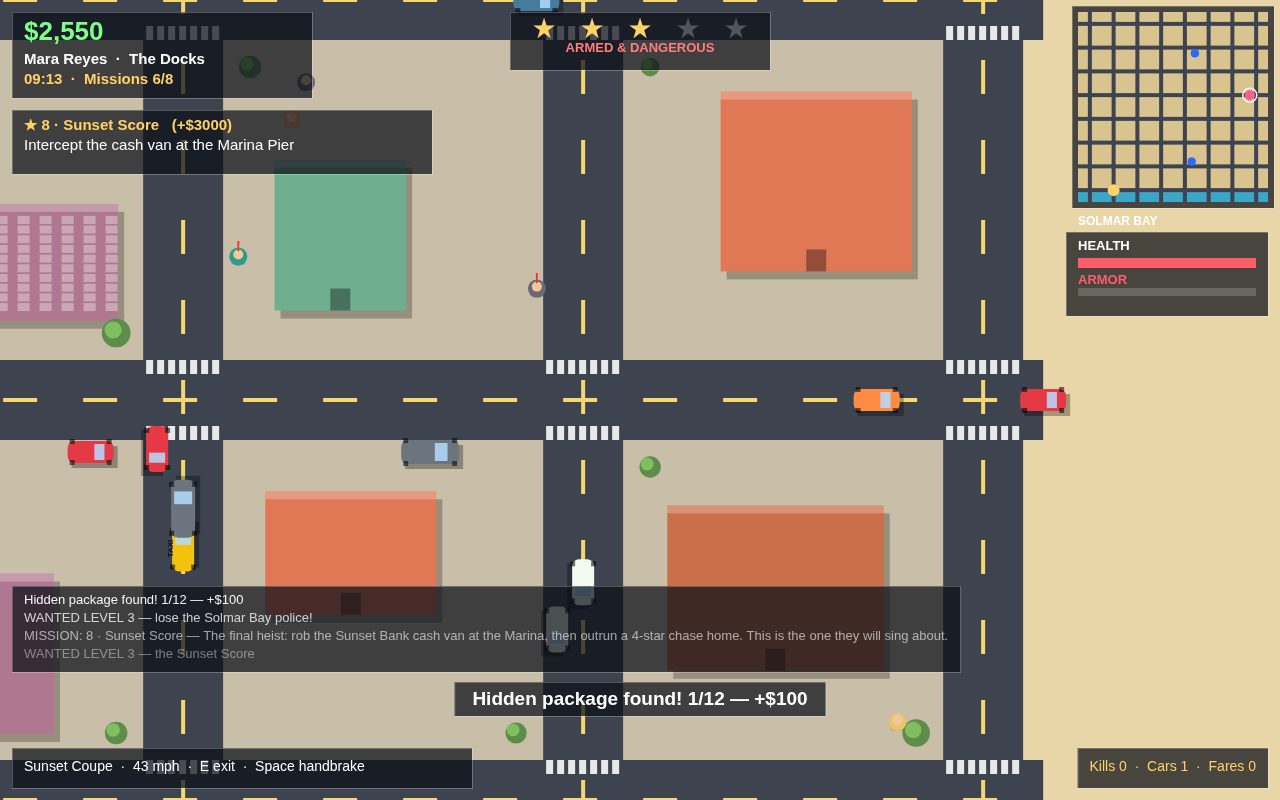 $2,550
Mara Reyes · The Docks
09:13 · Missions 6/8
★ ★ ★ ★ ★
ARMED & DANGEROUS
★ 8 · Sunset Score (+$3000)
Intercept the cash van at the Marina Pier
SOLMAR BAY
HEALTH
ARMOR
TAXI
Hidden package found! 1/12 — +$100
WANTED LEVEL 3 — lose the Solmar Bay police!
MISSION: 8 · Sunset Score — The final heist: rob the Sunset Bank cash van at the Marina, then outrun a 4-star chase home. This is the one they will sing about.
WANTED LEVEL 3 — the Sunset Score
Hidden package found! 1/12 — +$100
Sunset Coupe · 43 mph · E exit · Space handbrake
Kills 0 · Cars 1 · Fares 0